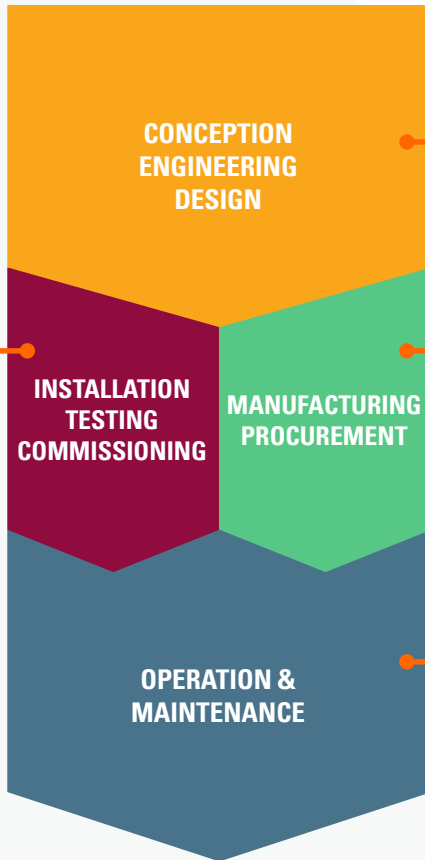 CONCEPTION
ENGINEERING
DESIGN
INSTALLATION
TESTING
COMMISSIONING
MANUFACTURING
PROCUREMENT
OPERATION &
MAINTENANCE